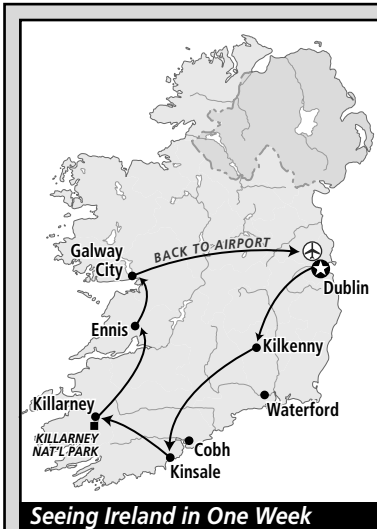 BACK TO AIRPORT
Galway
City
Dublin
Ennis
Kilkenny
Killarney
Waterford
KILLARNEY
NAT'L PARK
Cobh
Kinsale
Seeing Ireland in One Week